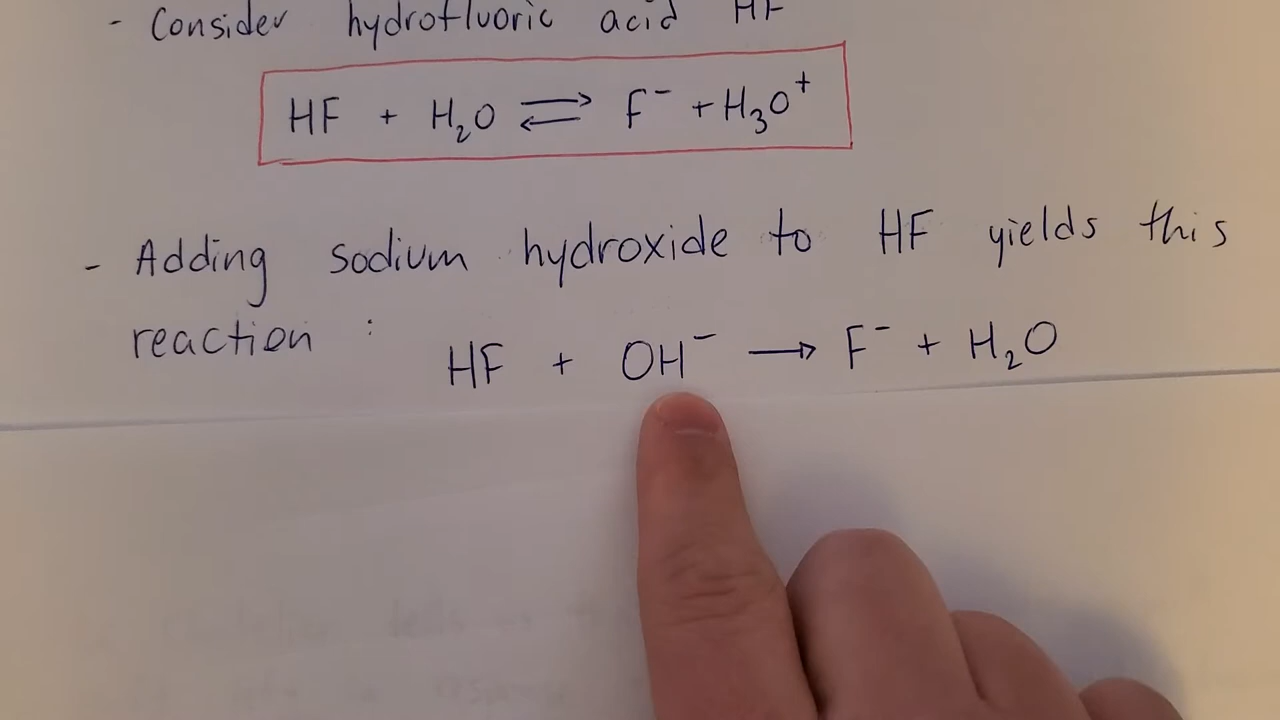 - Consider hydrofluoric acid HF
HF + H₂O ⇌ F⁻ + H₃O⁺
- Adding sodium hydroxide to HF yields this
reaction :
HF + OH⁻ → F⁻ + H₂O